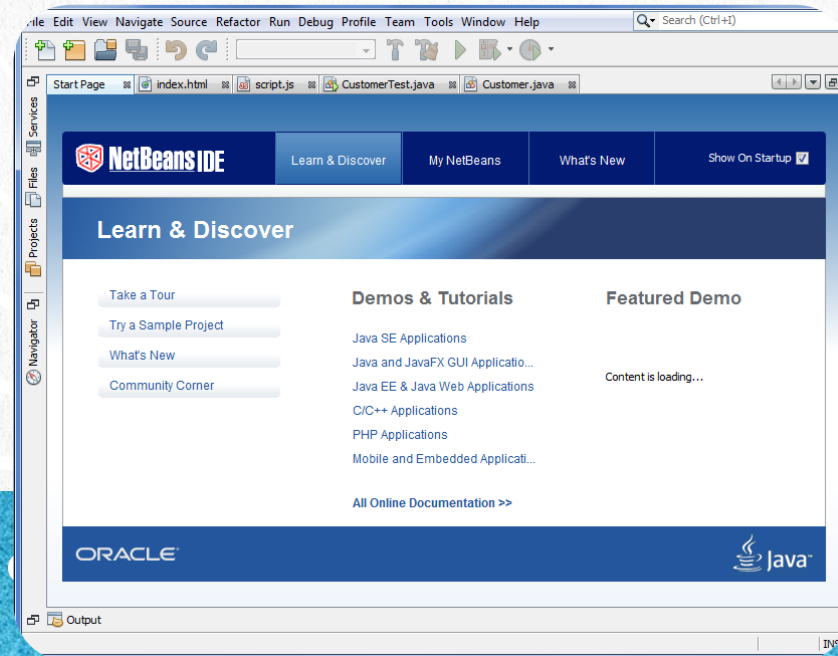 File Edit View Navigate Source Refactor Run Debug Profile Team Tools Window Help Search (Ctrl+I)
Start Page index.html script.js CustomerTest.java Customer.java
Services
Files
Projects
Navigator
NetBeans IDE Learn & Discover My NetBeans What's New Show On Startup
Learn & Discover
Take a Tour
Try a Sample Project
What's New
Community Corner
Demos & Tutorials
Java SE Applications
Java and JavaFX GUI Applicatio...
Java EE & Java Web Applications
C/C++ Applications
PHP Applications
Mobile and Embedded Applicati...
All Online Documentation >>
Featured Demo
Content is loading...
ORACLE Java
Output
INS